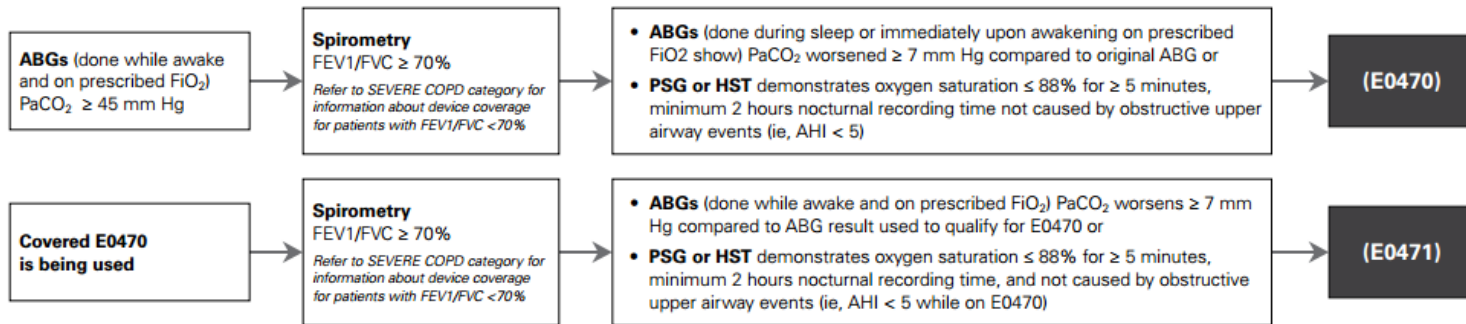 ABGs (done while awake
and on prescribed FiO₂)
PaCO₂ ≥ 45 mm Hg
Spirometry
FEV1/FVC ≥ 70%
Refer to SEVERE COPD category for
information about device coverage
for patients with FEV1/FVC <70%
• ABGs (done during sleep or immediately upon awakening on prescribed
FiO2 show) PaCO₂ worsened ≥ 7 mm Hg compared to original ABG or
• PSG or HST demonstrates oxygen saturation ≤ 88% for ≥ 5 minutes,
minimum 2 hours nocturnal recording time not caused by obstructive upper
airway events (ie, AHI < 5)
(E0470)
Covered E0470
is being used
Spirometry
FEV1/FVC ≥ 70%
Refer to SEVERE COPD category for
information about device coverage
for patients with FEV1/FVC <70%
• ABGs (done while awake and on prescribed FiO₂) PaCO₂ worsens ≥ 7 mm
Hg compared to ABG result used to qualify for E0470 or
• PSG or HST demonstrates oxygen saturation ≤ 88% for ≥ 5 minutes,
minimum 2 hours nocturnal recording time, and not caused by obstructive
upper airway events (ie, AHI < 5 while on E0470)
(E0471)